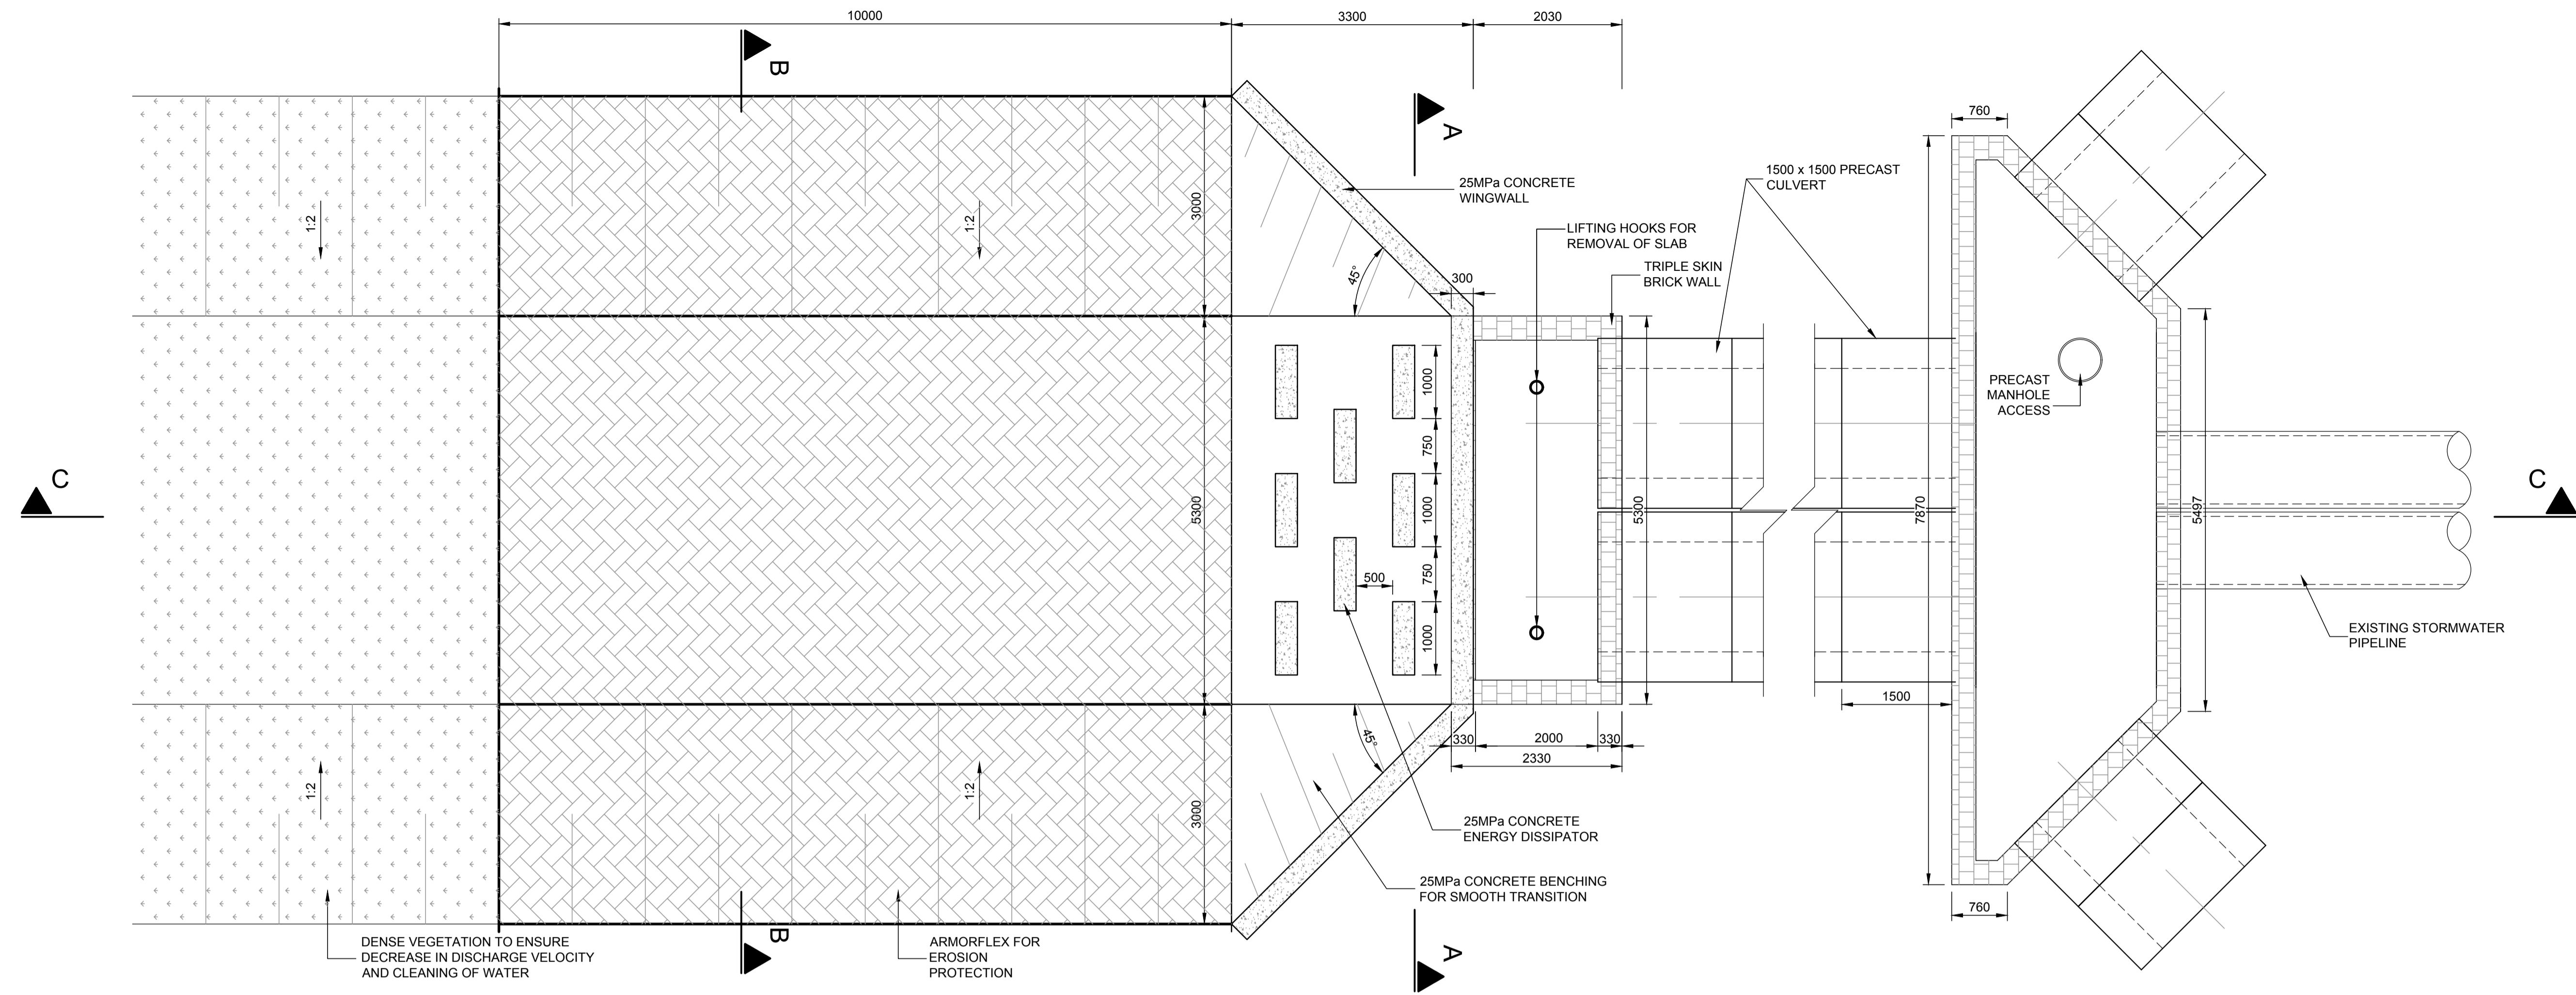 10000
3300
2030
B
A
760
25MPa CONCRETE
WINGWALL
1500 x 1500 PRECAST
CULVERT
1:2
1:2
3000
LIFTING HOOKS FOR
REMOVAL OF SLAB
TRIPLE SKIN
BRICK WALL
45°
300
PRECAST
MANHOLE
ACCESS
1000
750
1000
750
1000
500
C
C
5300
5300
7870
5497
EXISTING STORMWATER
PIPELINE
1500
45°
330
2000
330
2330
1:2
1:2
3000
25MPa CONCRETE
ENERGY DISSIPATOR
25MPa CONCRETE BENCHING
FOR SMOOTH TRANSITION
760
B
A
DENSE VEGETATION TO ENSURE
DECREASE IN DISCHARGE VELOCITY
AND CLEANING OF WATER
ARMORFLEX FOR
EROSION
PROTECTION